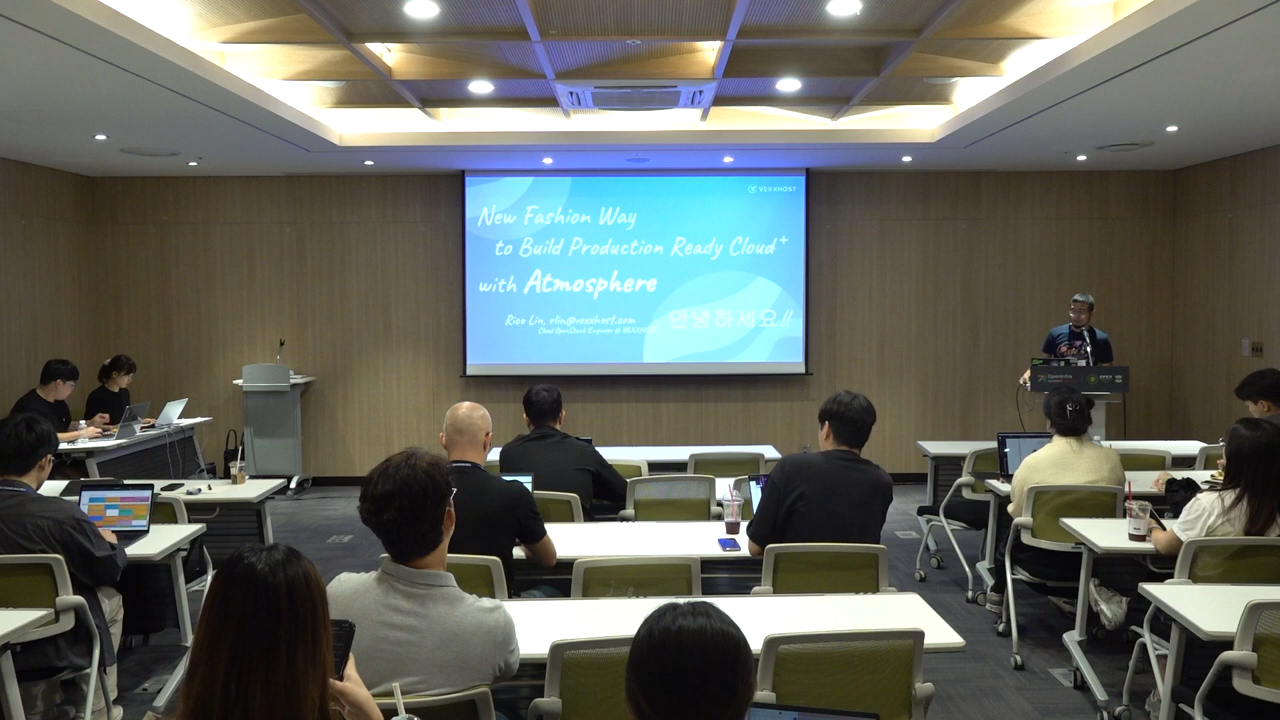 VEXXHOST
New Fashion Way
to Build Production Ready Cloud+
with Atmosphere
Rico Lin, rlin@vexxhost.com
Cloud OpenStack Engineer @ VEXXHOST
안녕하세요!!
OpenInfra